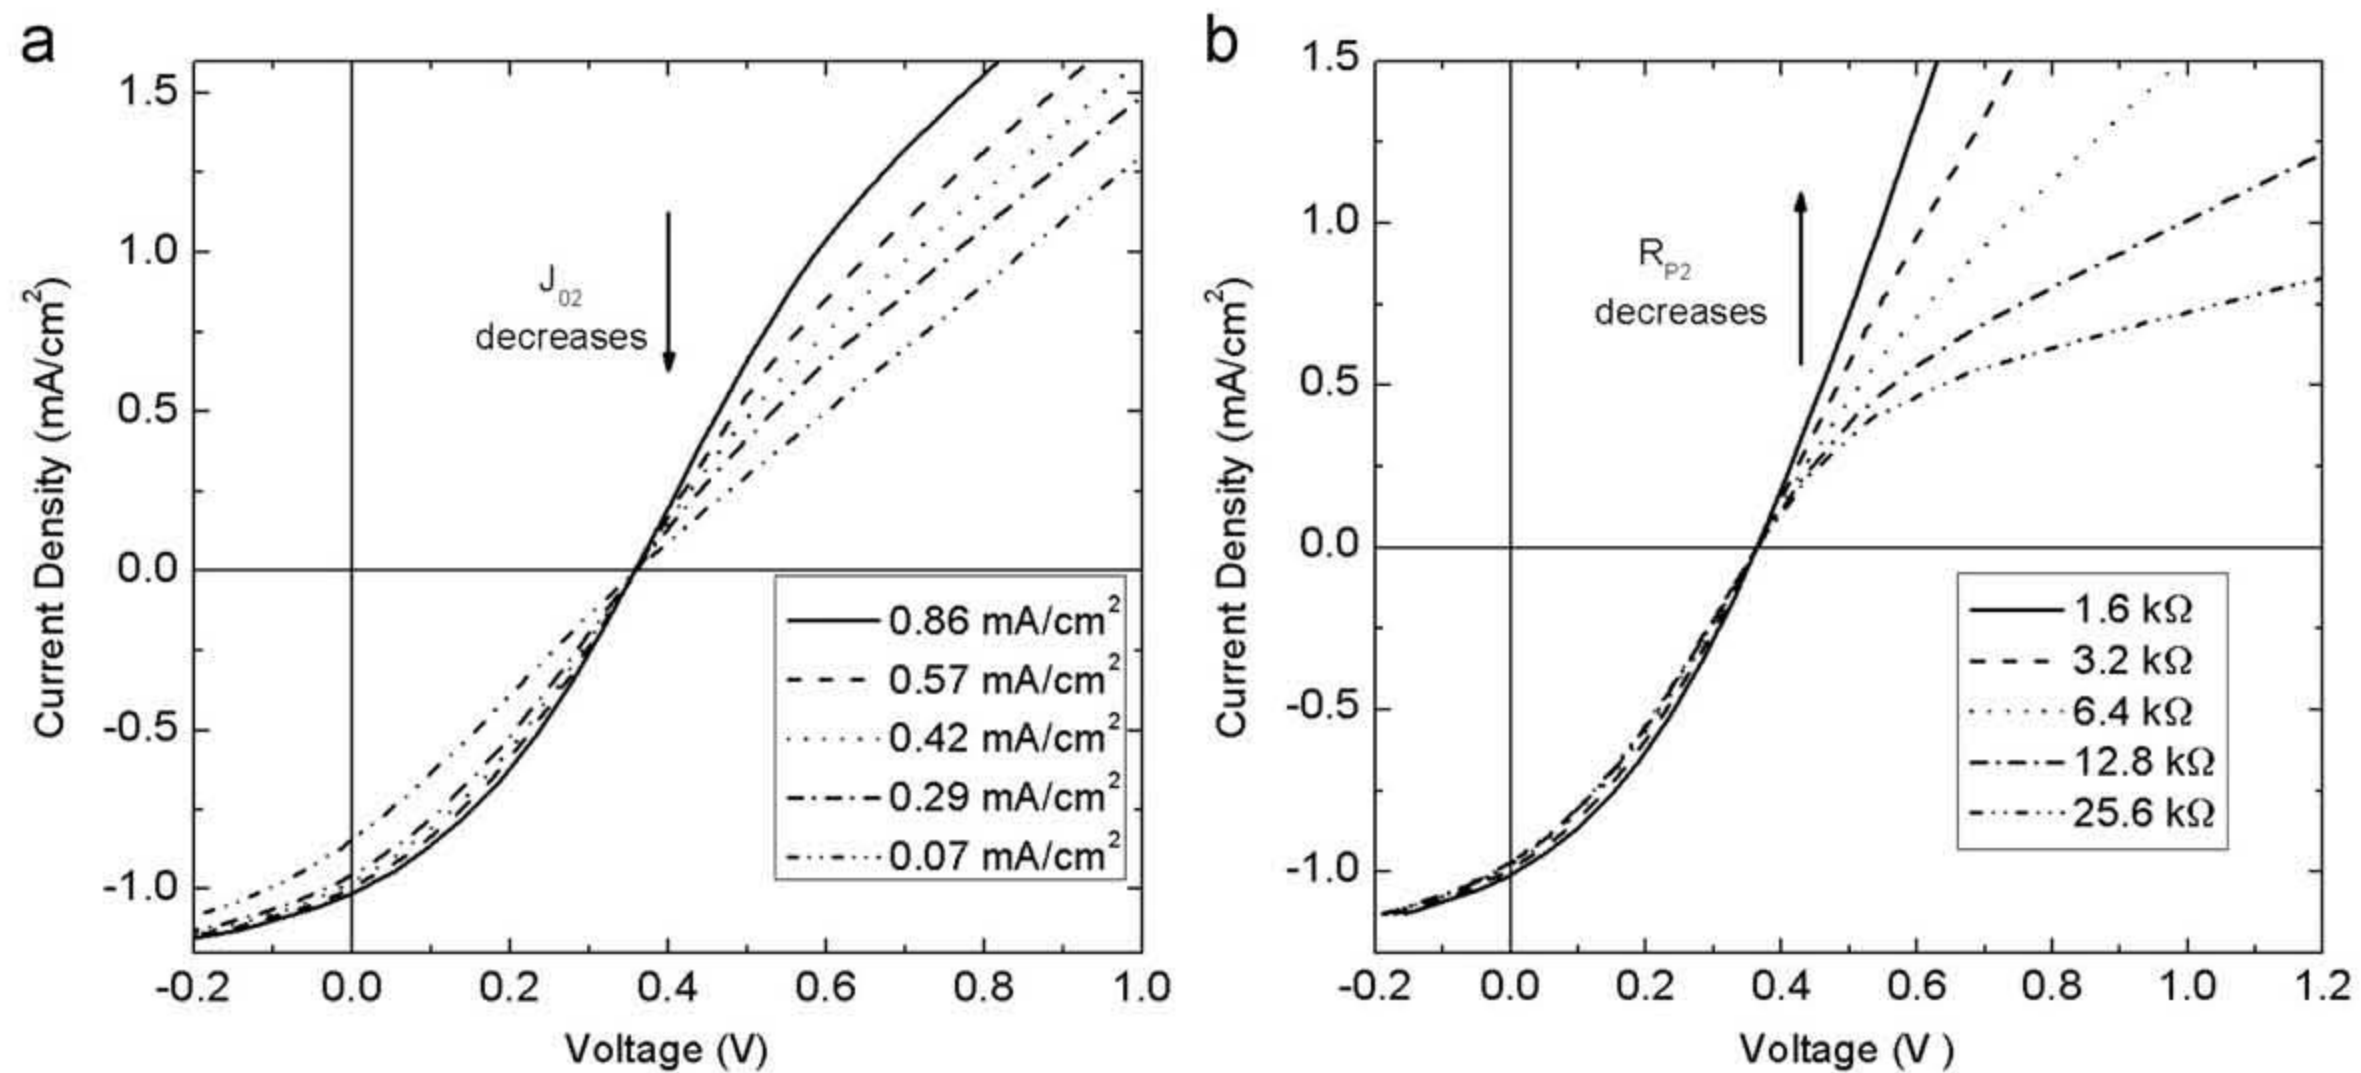 a
Current Density (mA/cm²)
1.5
1.0
0.5
0.0
-0.5
-1.0
J₀₂
decreases
0.86 mA/cm²
0.57 mA/cm²
0.42 mA/cm²
0.29 mA/cm²
0.07 mA/cm²
-0.2 0.0 0.2 0.4 0.6 0.8 1.0
Voltage (V)
b
Current Density (mA/cm²)
1.5
1.0
0.5
0.0
-0.5
-1.0
R_P2
decreases
1.6 kΩ
3.2 kΩ
6.4 kΩ
12.8 kΩ
25.6 kΩ
-0.2 0.0 0.2 0.4 0.6 0.8 1.0 1.2
Voltage (V )